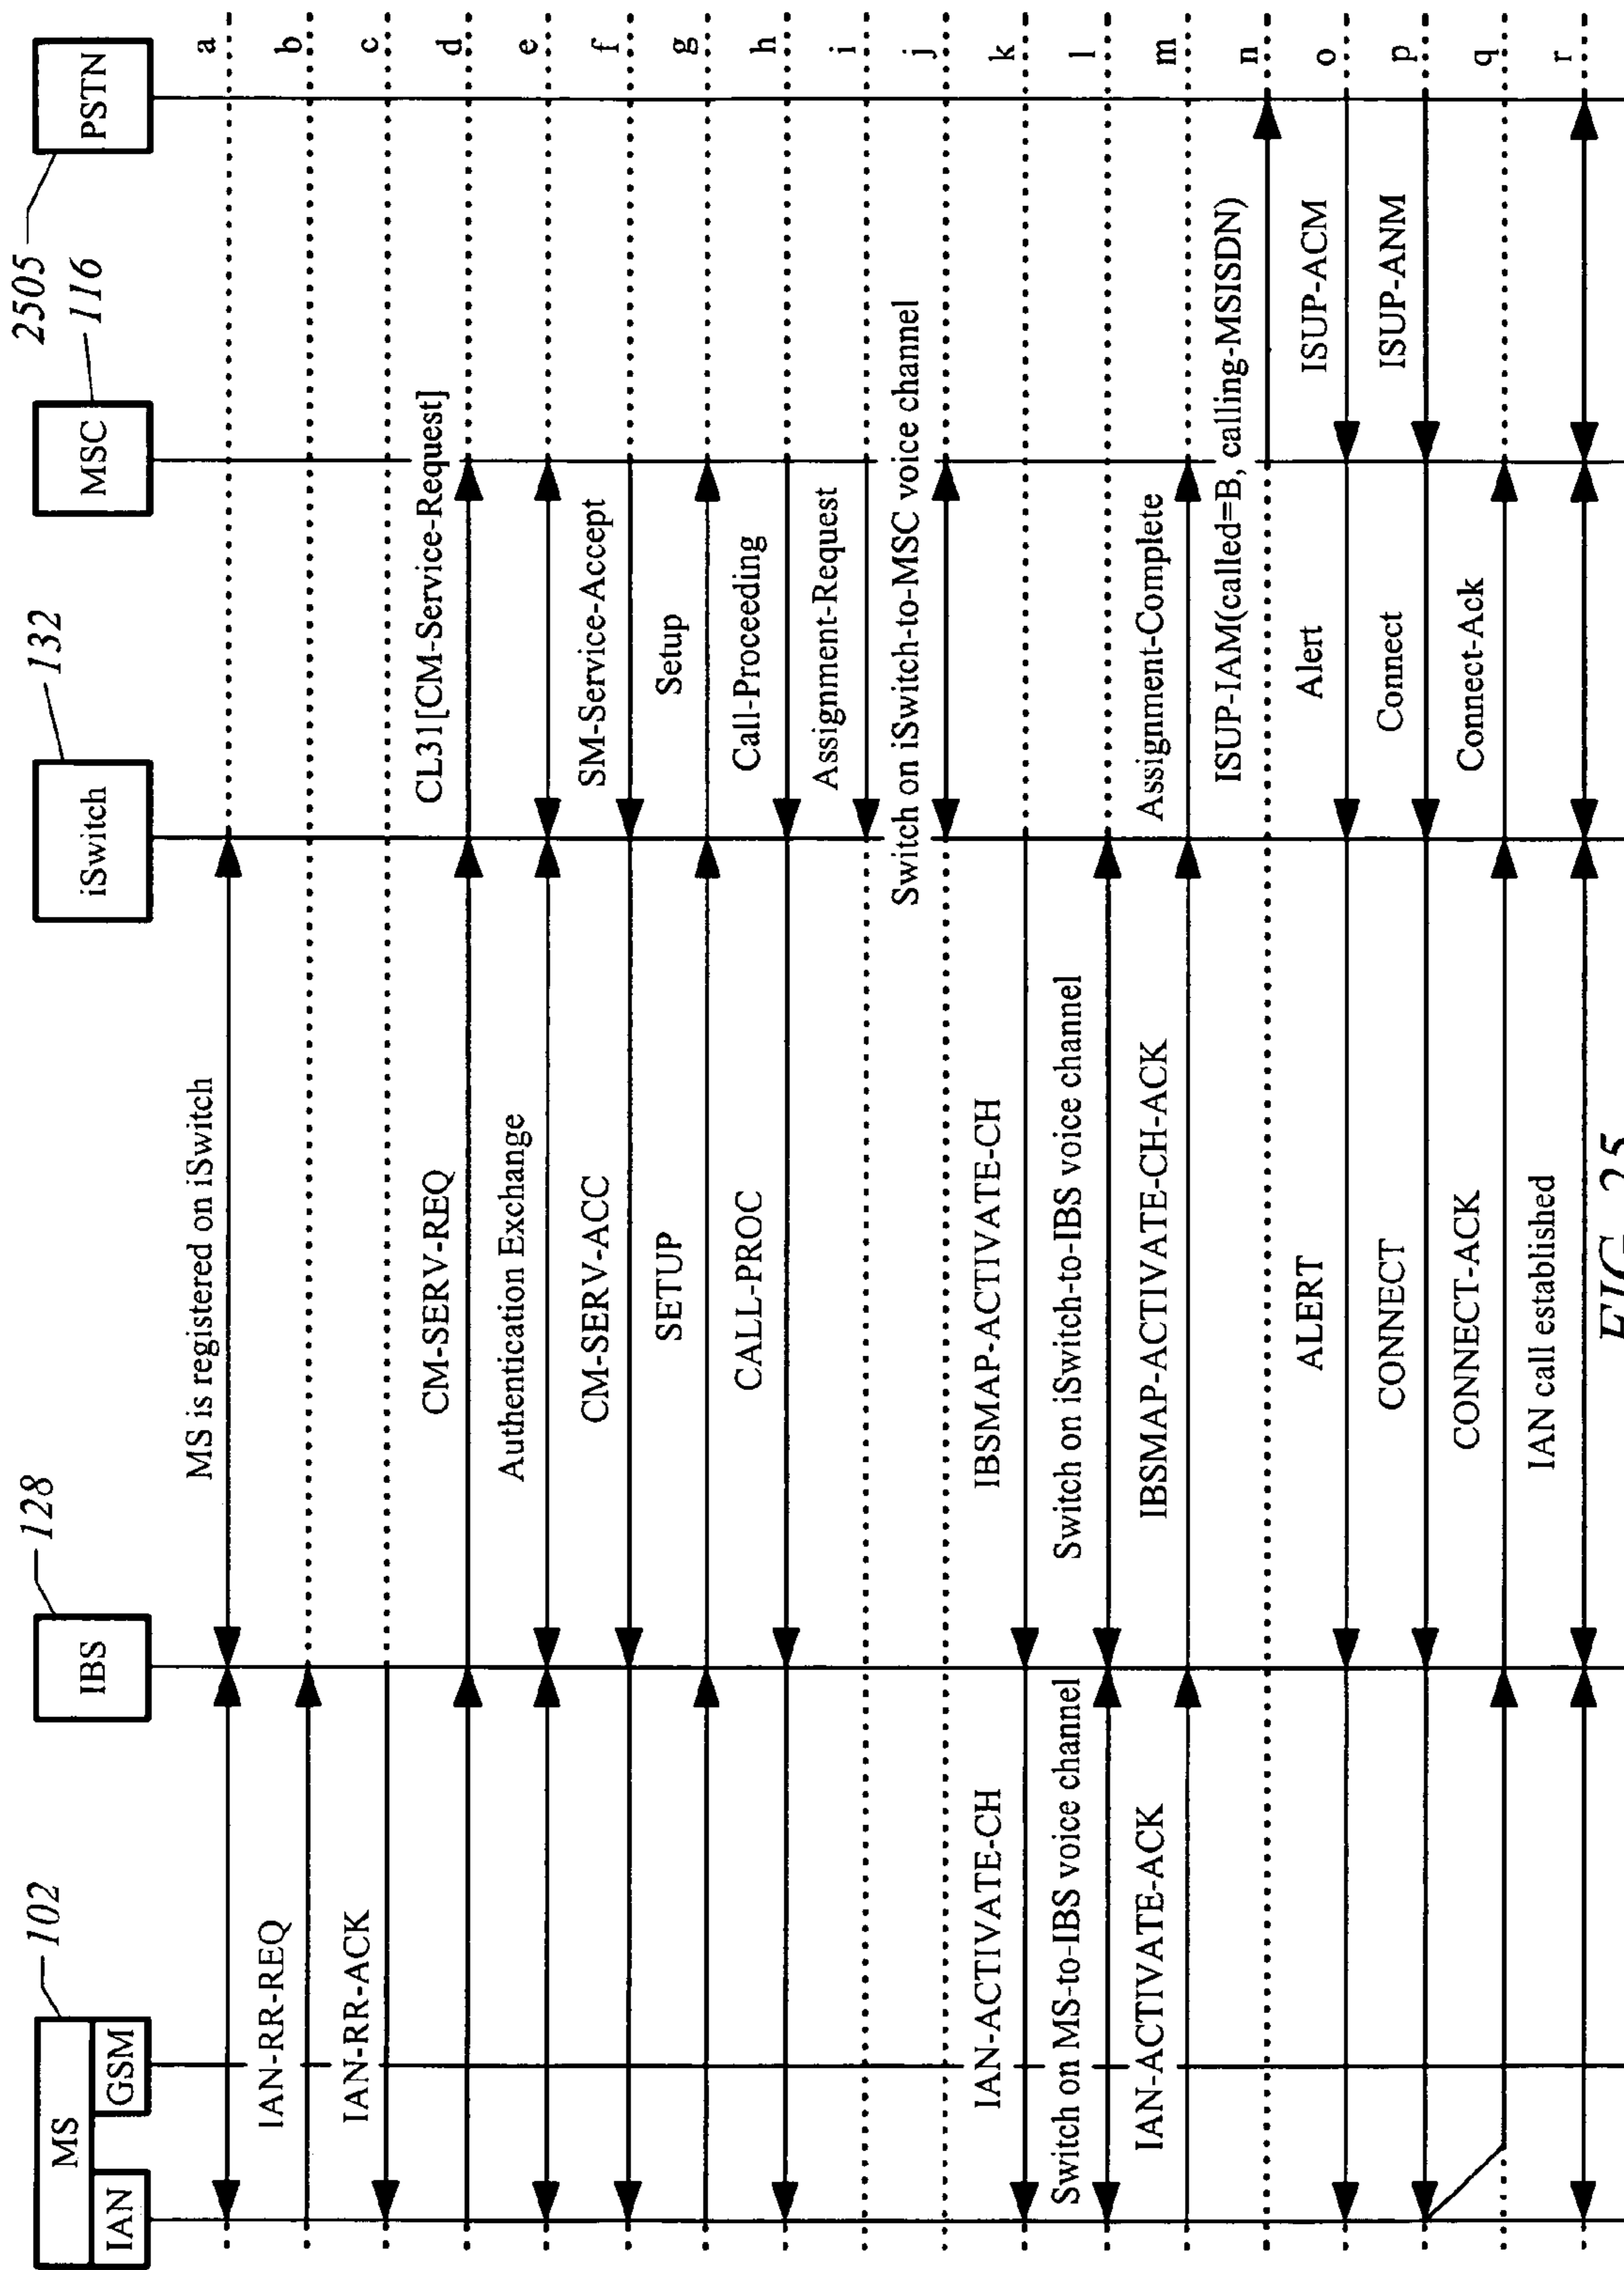 MS
IAN
GSM
102
IBS
128
iSwitch
132
MSC
116
PSTN
2505
MS is registered on iSwitch
a
IAN-RR-REQ
b
IAN-RR-ACK
c
CM-SERV-REQ
CL31[CM-Service-Request]
d
Authentication Exchange
e
CM-SERV-ACC
SM-Service-Accept
f
SETUP
Setup
g
CALL-PROC
Call-Proceeding
h
Assignment-Request
i
Switch on iSwitch-to-MSC voice channel
j
IAN-ACTIVATE-CH
IBSMAP-ACTIVATE-CH
k
Switch on MS-to-IBS voice channel
Switch on iSwitch-to-IBS voice channel
l
IAN-ACTIVATE-ACK
IBSMAP-ACTIVATE-CH-ACK
Assignment-Complete
m
ISUP-IAM(called=B, calling-MSISDN)
n
ALERT
Alert
ISUP-ACM
o
CONNECT
Connect
ISUP-ANM
p
CONNECT-ACK
Connect-Ack
q
IAN call established
r
FIG. 25